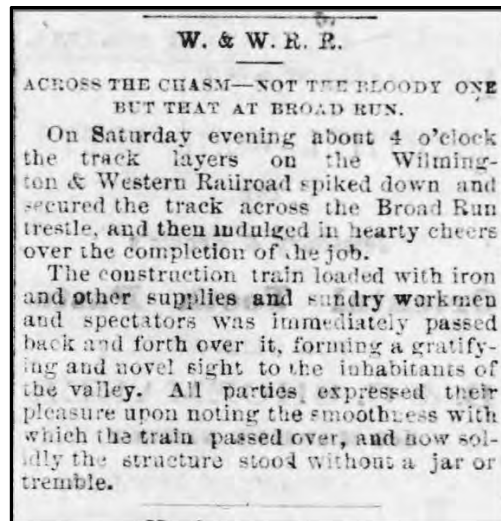 W. & W. R. R.
ACROSS THE CHASM—NOT THE BLOODY ONE
BUT THAT AT BROAD RUN.
On Saturday evening about 4 o'clock
the track layers on the Wilming-
ton & Western Railroad spiked down and
secured the track across the Broad Run
trestle, and then indulged in hearty cheers
over the completion of the job.
The construction train loaded with iron
and other supplies and sundry workmen
and spectators was immediately passed
back and forth over it, forming a gratify-
ing and novel sight to the inhabitants of
the valley. All parties expressed their
pleasure upon noting the smoothness with
which the train passed over, and how sol-
idly the structure stood without a jar or
tremble.